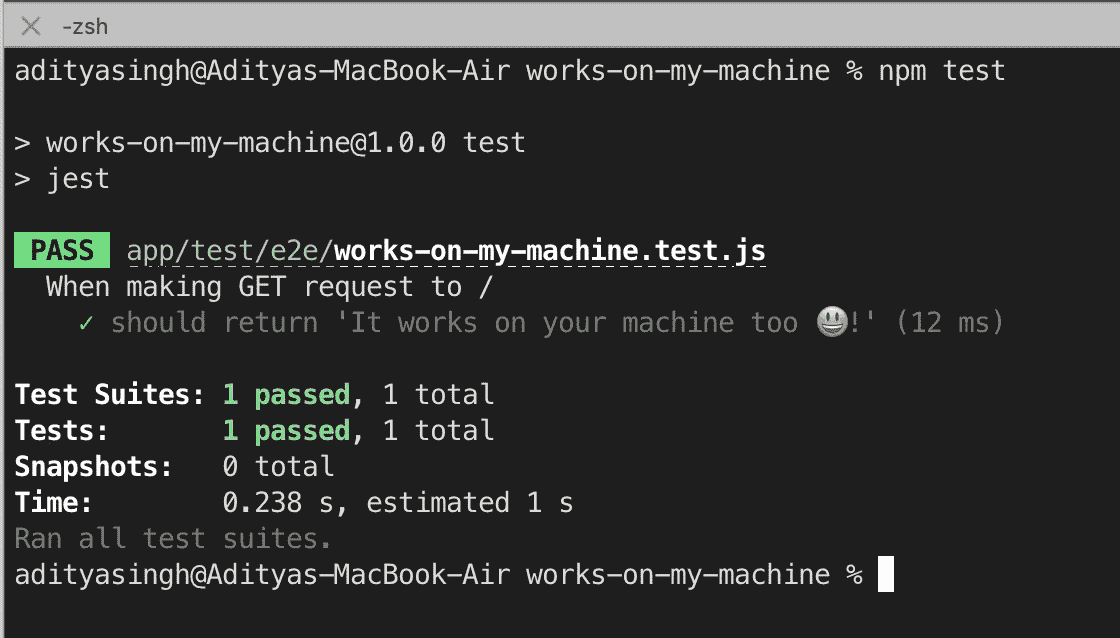 -zsh
adityasingh@Adityas-MacBook-Air works-on-my-machine % npm test
> works-on-my-machine@1.0.0 test
> jest
PASS app/test/e2e/works-on-my-machine.test.js
When making GET request to /
✓ should return 'It works on your machine too 😃!' (12 ms)
Test Suites: 1 passed, 1 total
Tests: 1 passed, 1 total
Snapshots: 0 total
Time: 0.238 s, estimated 1 s
Ran all test suites.
adityasingh@Adityas-MacBook-Air works-on-my-machine %